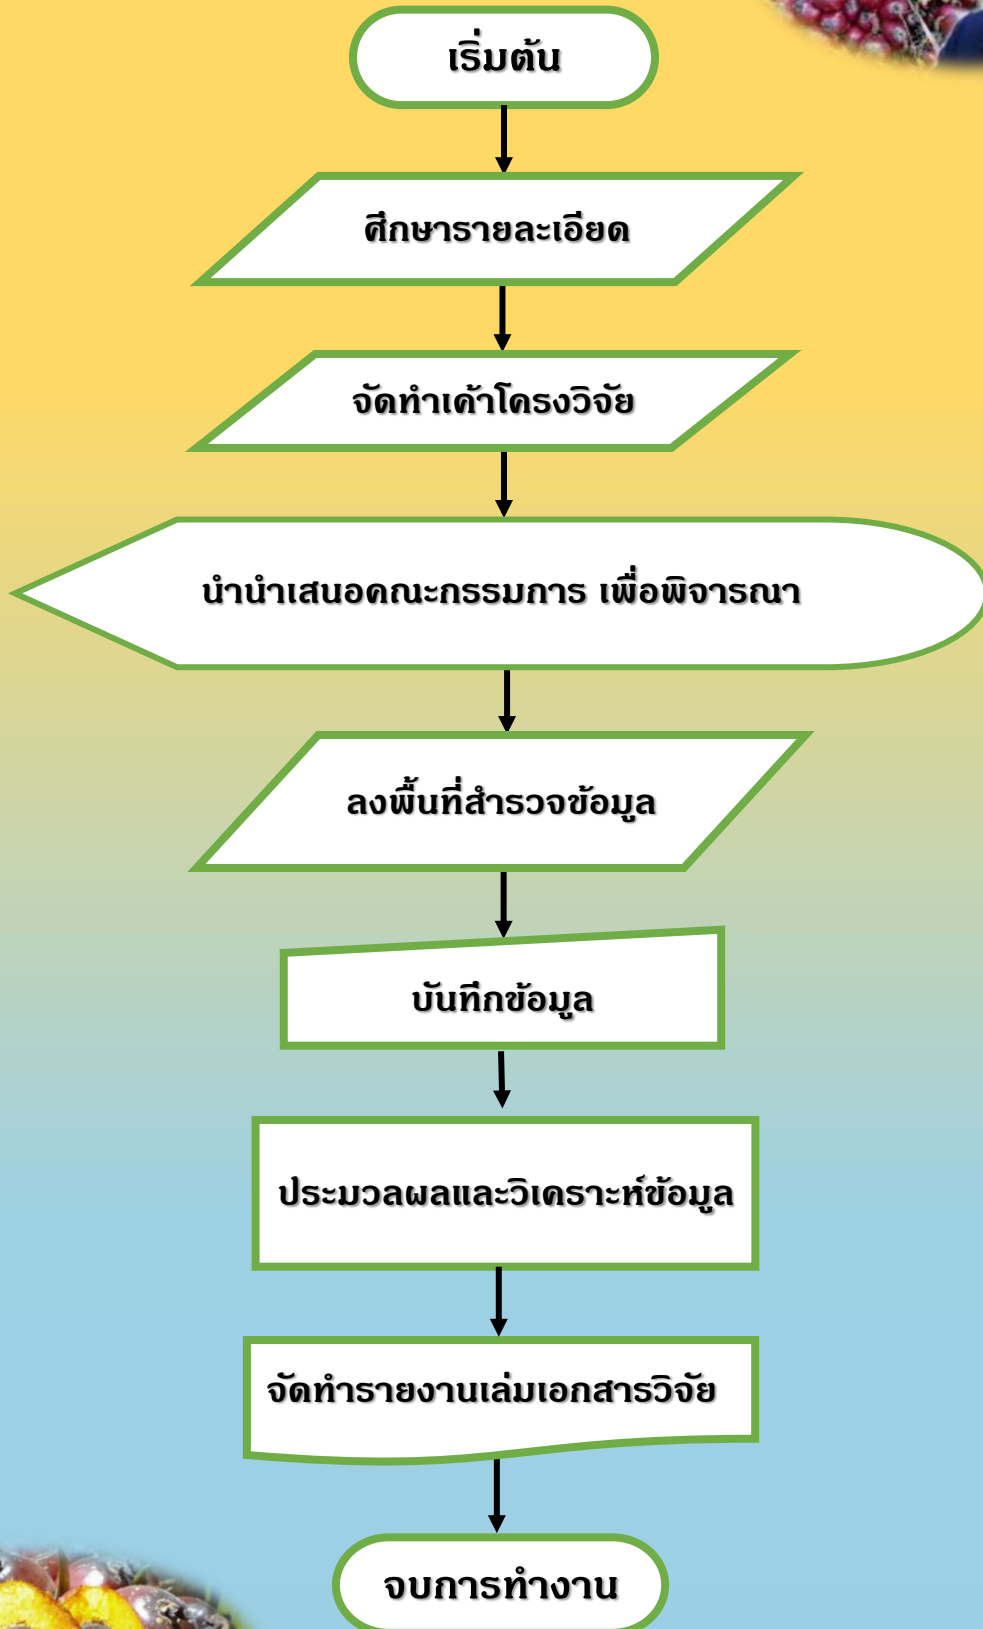 เริ่มต้น
ศึกษารายละเอียด
จัดทำเค้าโครงวิจัย
นำนำเสนอคณะกรรมการ เพื่อพิจารณา
ลงพื้นที่สำรวจข้อมูล
บันทึกข้อมูล
ประมวลผลและวิเคราะห์ข้อมูล
จัดทำรายงานเล่มเอกสารวิจัย
จบการทำงาน